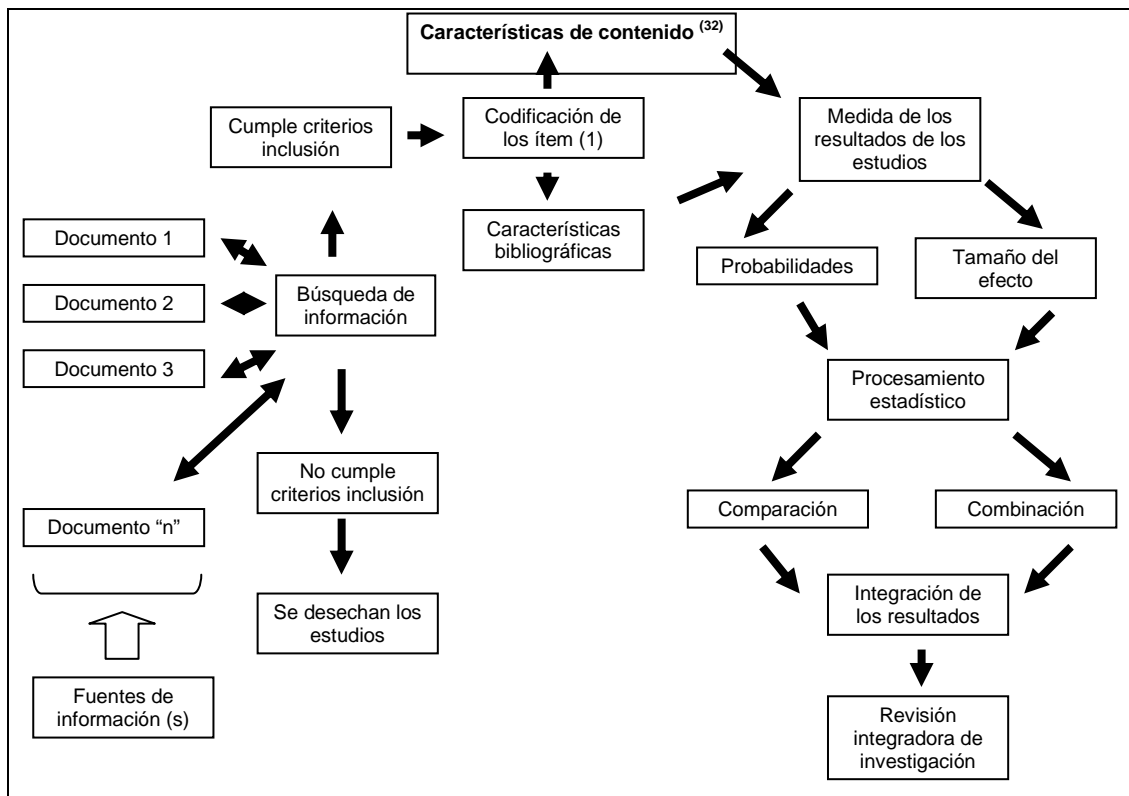 Características de contenido (32)
Cumple criterios
inclusión
Codificación de
los ítem (1)
Medida de los
resultados de los
estudios
Características
bibliográficas
Documento 1
Documento 2
Documento 3
Búsqueda de
información
Probabilidades
Tamaño del
efecto
Procesamiento
estadístico
No cumple
criterios inclusión
Documento “n”
Comparación
Combinación
Se desechan los
estudios
Integración de
los resultados
Fuentes de
información (s)
Revisión
integradora de
investigación